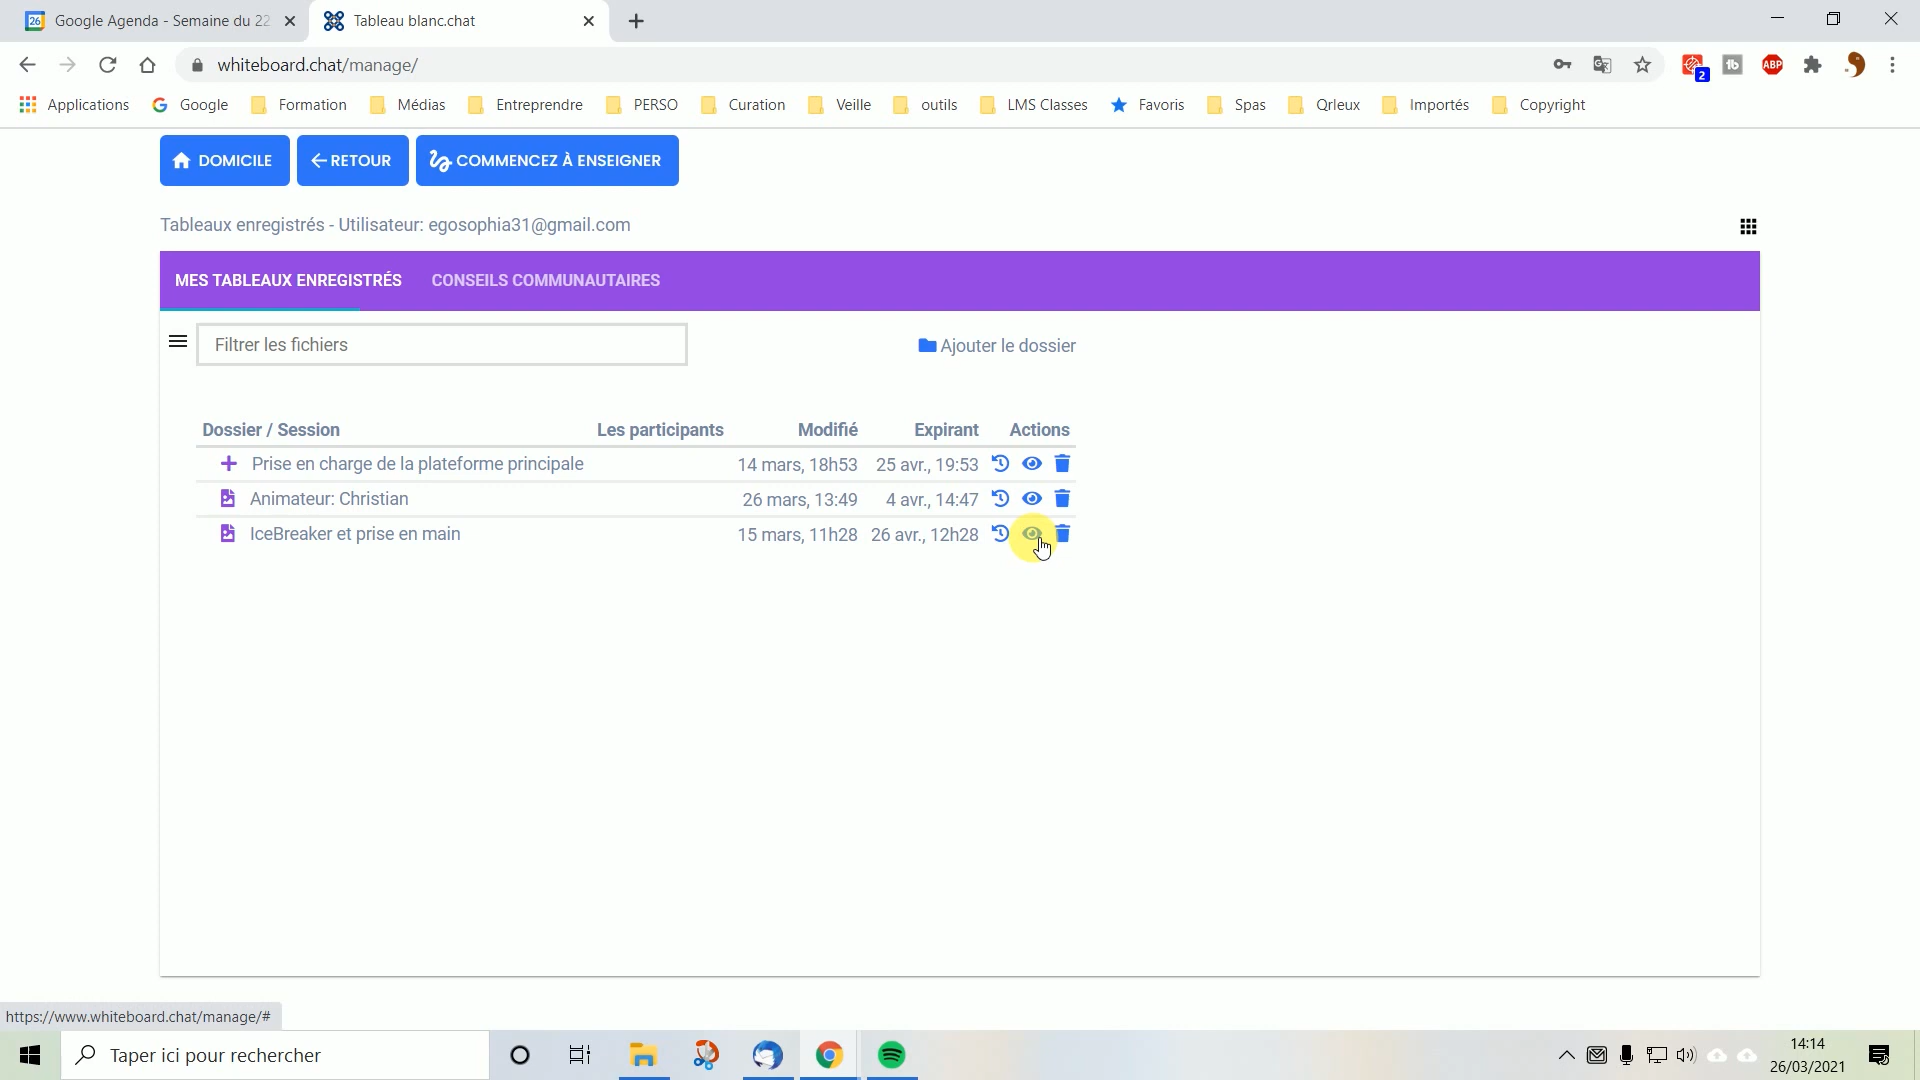 Google Agenda - Semaine du 22
Tableau blanc.chat
whiteboard.chat/manage/
2
ABP
Applications
Google
Formation
Médias
Entreprendre
PERSO
Curation
Veille
outils
LMS Classes
Favoris
Spas
Qrleux
Importés
Copyright
DOMICILE
RETOUR
COMMENCEZ À ENSEIGNER
Tableaux enregistrés - Utilisateur: egosophia31@gmail.com
MES TABLEAUX ENREGISTRÉS
CONSEILS COMMUNAUTAIRES
Filtrer les fichiers
Ajouter le dossier
Dossier / Session Les participants Modifié Expirant Actions
Prise en charge de la plateforme principale 14 mars, 18h53 25 avr., 19:53
Animateur: Christian 26 mars, 13:49 4 avr., 14:47
IceBreaker et prise en main 15 mars, 11h28 26 avr., 12h28
https://www.whiteboard.chat/manage/#
Taper ici pour rechercher
14:14
26/03/2021